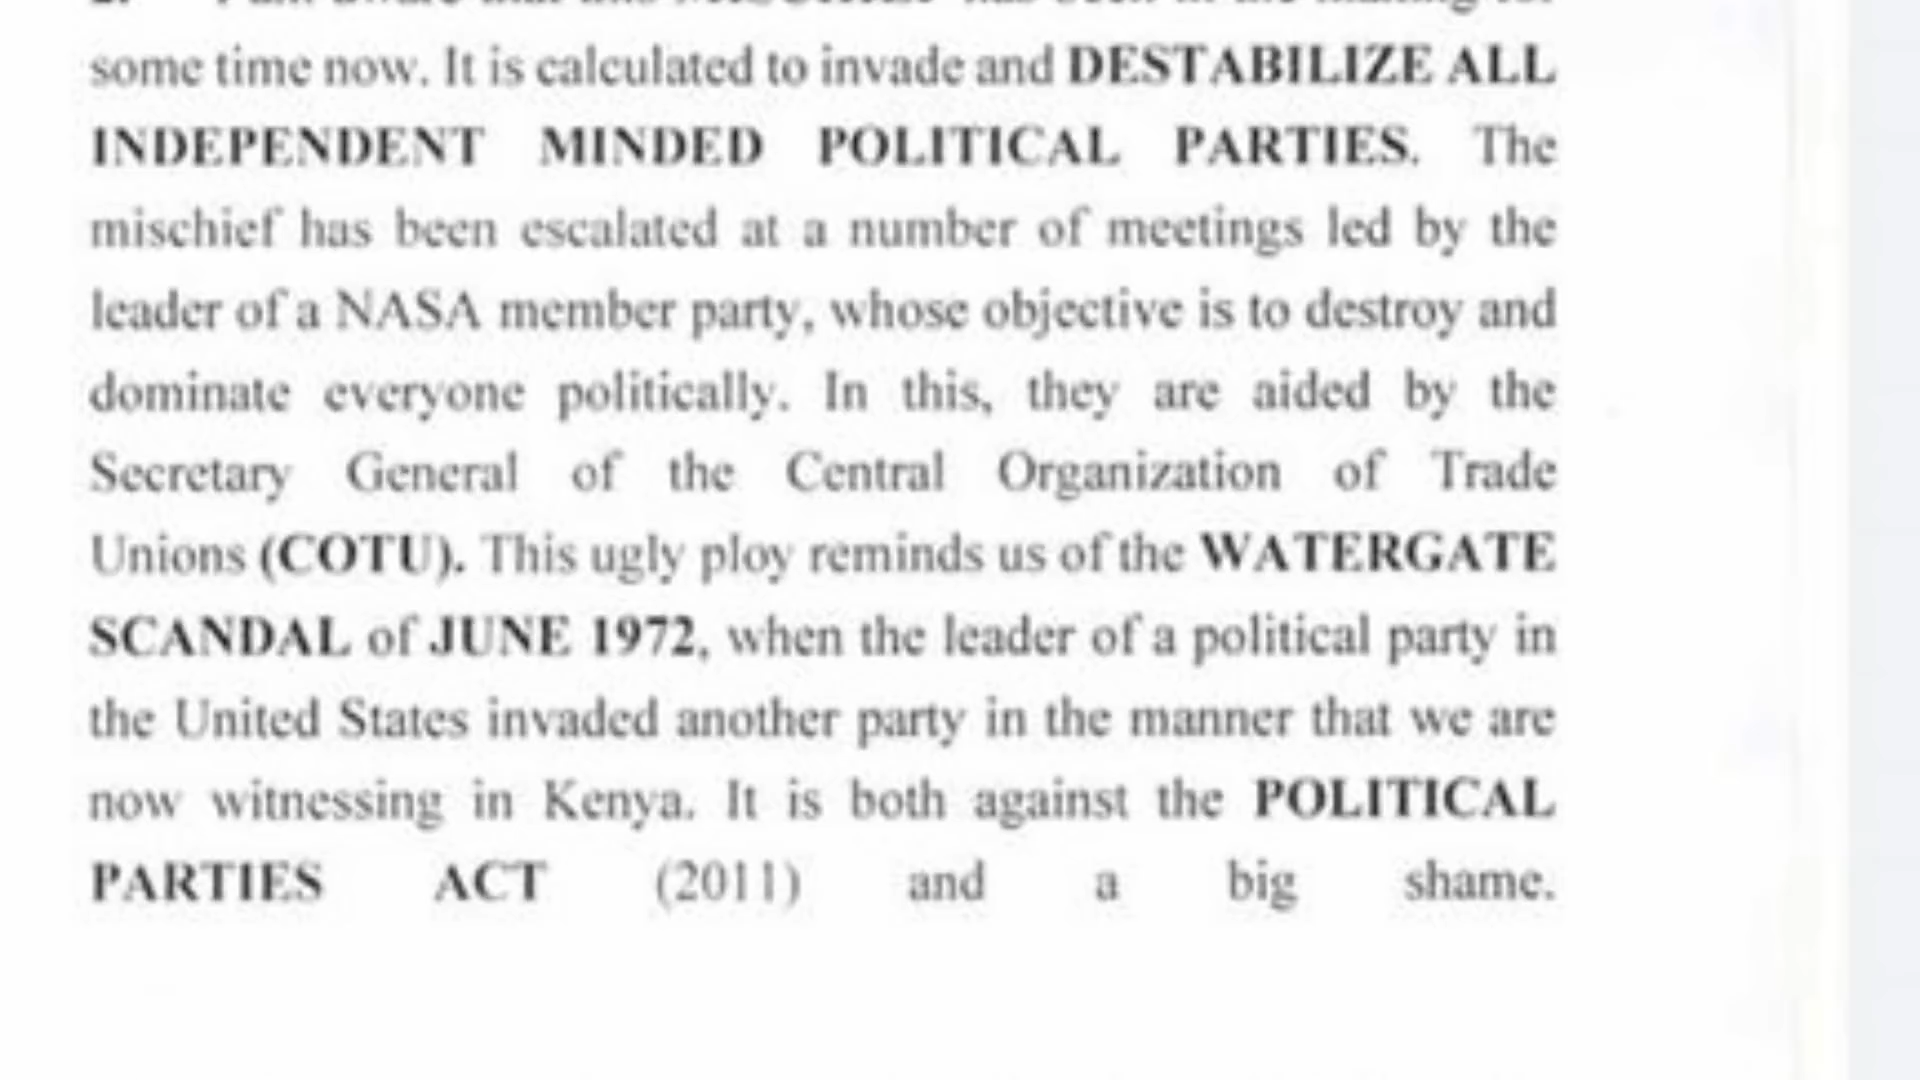 some time now. It is calculated to invade and DESTABILIZE ALL
INDEPENDENT MINDED POLITICAL PARTIES. The
mischief has been escalated at a number of meetings led by the
leader of a NASA member party, whose objective is to destroy and
dominate everyone politically. In this, they are aided by the
Secretary General of the Central Organization of Trade
Unions (COTU). This ugly ploy reminds us of the WATERGATE
SCANDAL of JUNE 1972, when the leader of a political party in
the United States invaded another party in the manner that we are
now witnessing in Kenya. It is both against the POLITICAL
PARTIES ACT (2011) and a big shame.